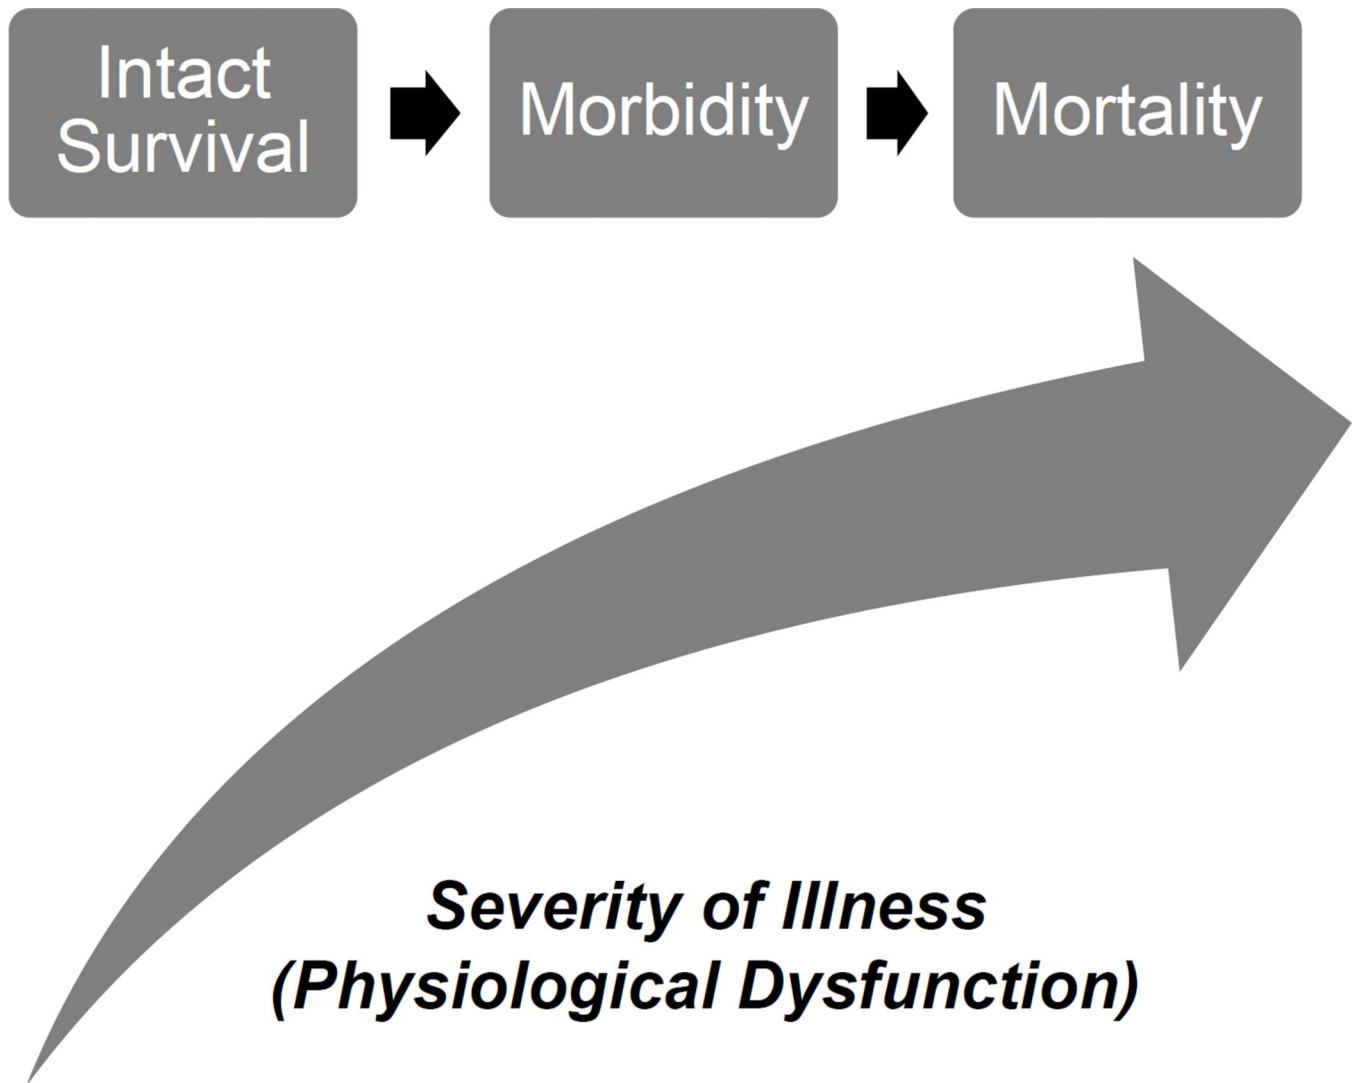 Intact
Survival
Morbidity
Mortality
Severity of Illness
(Physiological Dysfunction)